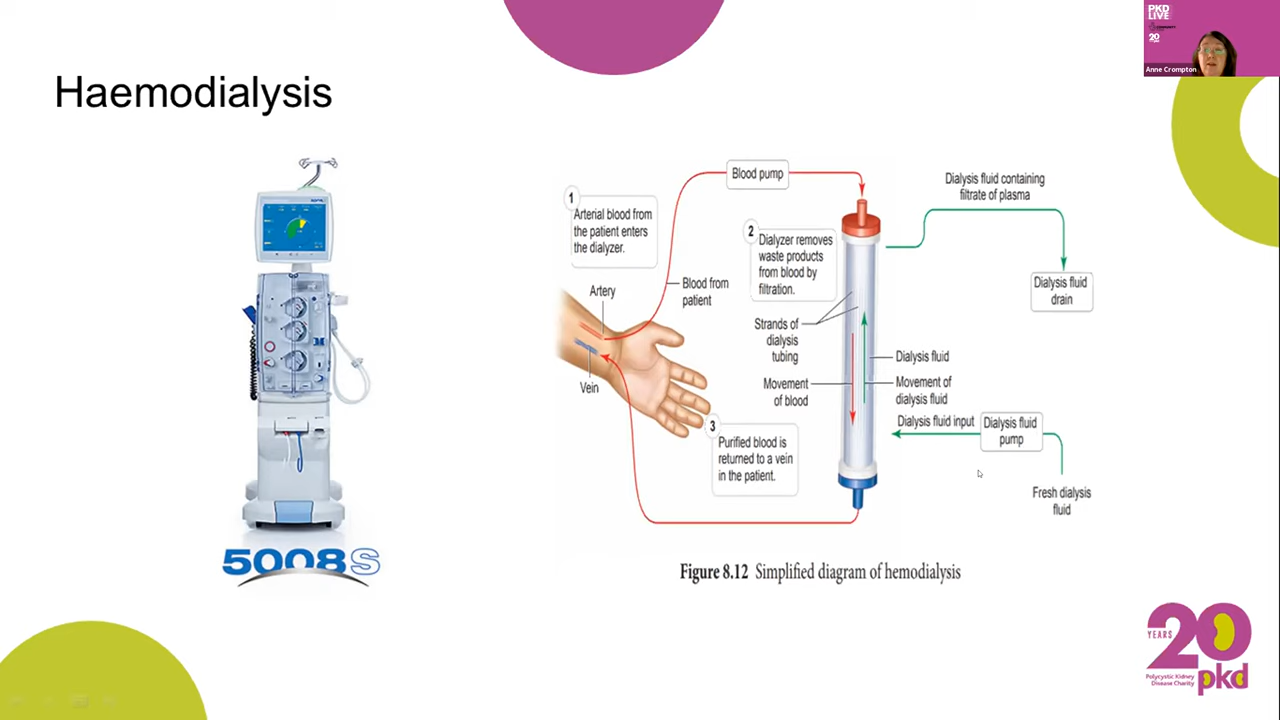 Haemodialysis
PKD
LIVE
20
Anne Crompton
5008S
Blood pump
Dialysis fluid containing
filtrate of plasma
1
Arterial blood from
the patient enters
the dialyzer.
2
Dialyzer removes
waste products
from blood by
filtration.
Artery
Blood from
patient
Dialysis fluid
drain
Strands of
dialysis
tubing
Dialysis fluid
Vein
Movement
of blood
Movement of
dialysis fluid
Dialysis fluid input
Dialysis fluid
pump
3
Purified blood is
returned to a vein
in the patient.
Fresh dialysis
fluid
Figure 8.12 Simplified diagram of hemodialysis
YEARS
20
Polycystic Kidney
Disease Charity
pkd